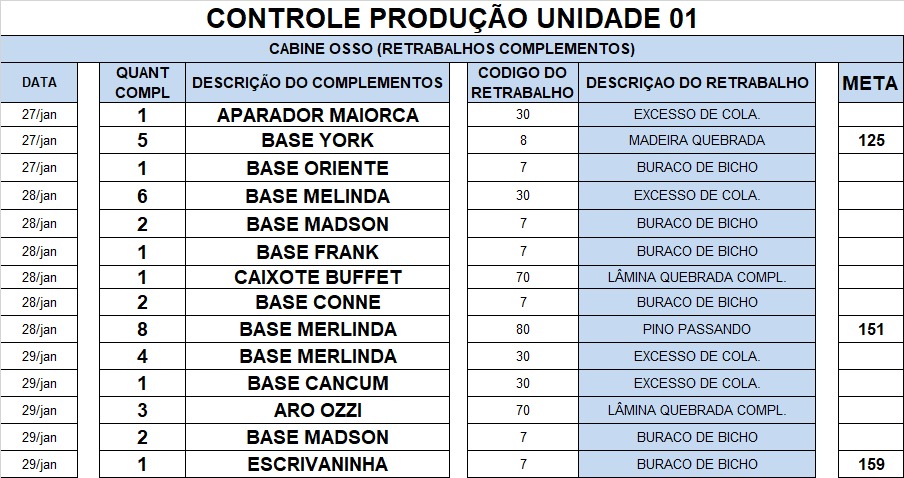 CONTROLE PRODUÇÃO UNIDADE 01
CABINE OSSO (RETRABALHOS COMPLEMENTOS)
DATA QUANT COMPL DESCRIÇÃO DO COMPLEMENTOS CODIGO DO RETRABALHO DESCRIÇAO DO RETRABALHO META
27/jan 1 APARADOR MAIORCA 30 EXCESSO DE COLA.
27/jan 5 BASE YORK 8 MADEIRA QUEBRADA 125
27/jan 1 BASE ORIENTE 7 BURACO DE BICHO
28/jan 6 BASE MELINDA 30 EXCESSO DE COLA.
28/jan 2 BASE MADSON 7 BURACO DE BICHO
28/jan 1 BASE FRANK 7 BURACO DE BICHO
28/jan 1 CAIXOTE BUFFET 70 LÂMINA QUEBRADA COMPL.
28/jan 2 BASE CONNE 7 BURACO DE BICHO
28/jan 8 BASE MERLINDA 80 PINO PASSANDO 151
29/jan 4 BASE MERLINDA 30 EXCESSO DE COLA.
29/jan 1 BASE CANCUM 30 EXCESSO DE COLA.
29/jan 3 ARO OZZI 70 LÂMINA QUEBRADA COMPL.
29/jan 2 BASE MADSON 7 BURACO DE BICHO
29/jan 1 ESCRIVANINHA 7 BURACO DE BICHO 159